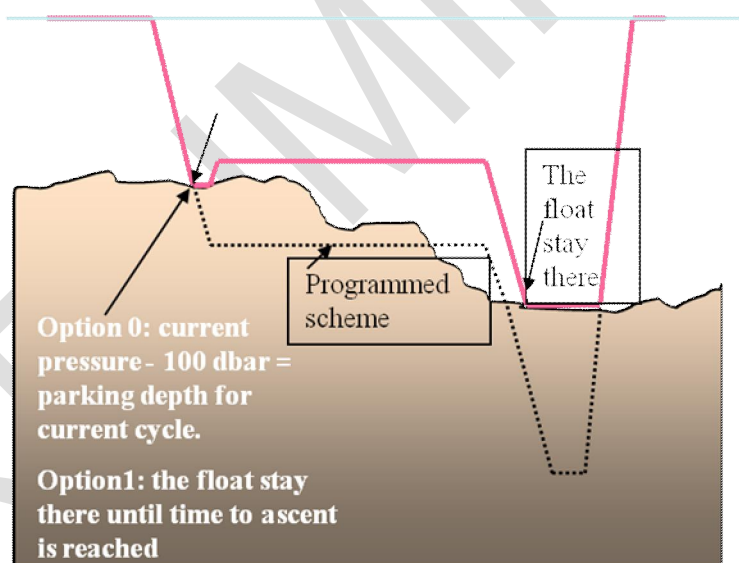 The
float
stay
there
Programmed
scheme
Option 0: current
pressure - 100 dbar =
parking depth for
current cycle.
Option1: the float stay
there until time to ascent
is reached